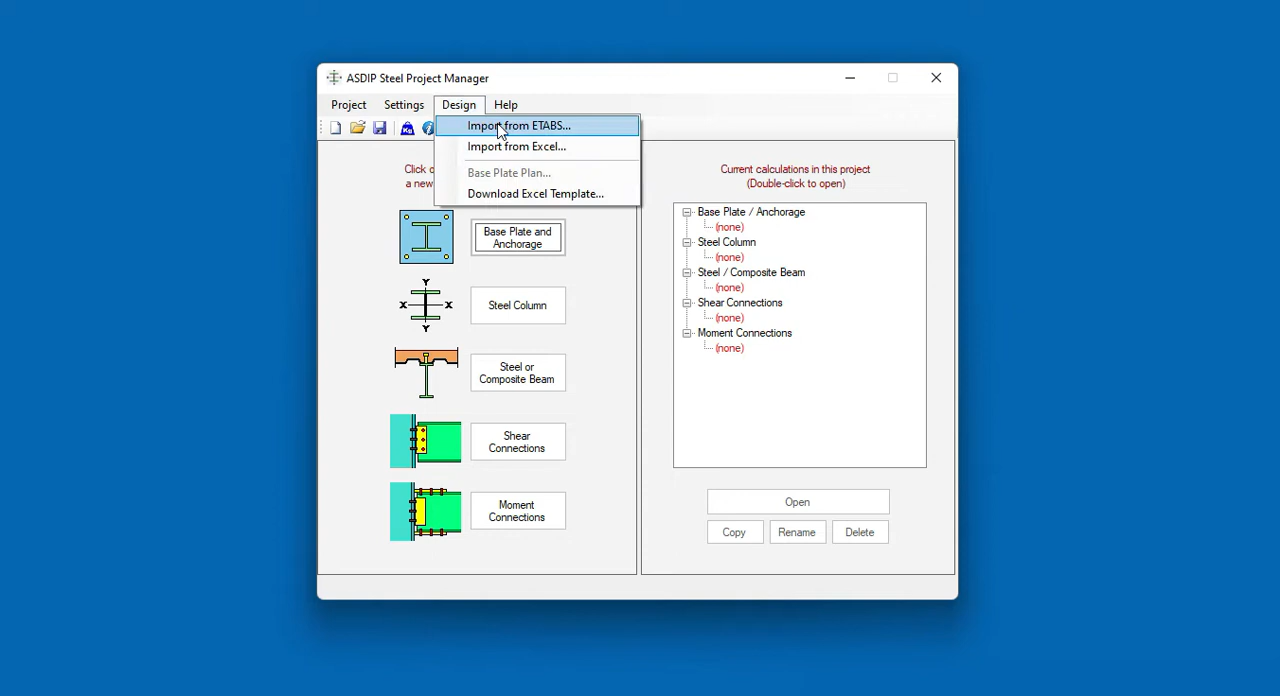 ASDIP Steel Project Manager
Project Settings Design Help
Import from ETABS...
Import from Excel...
Base Plate Plan...
Download Excel Template...
Kg
Click
a new
Base Plate and
Anchorage
Y
X X
Y
Steel Column
Steel or
Composite Beam
Shear
Connections
Moment
Connections
Current calculations in this project
(Double-click to open)
Base Plate / Anchorage
(none)
Steel Column
(none)
Steel / Composite Beam
(none)
Shear Connections
(none)
Moment Connections
(none)
Open
Copy Rename Delete